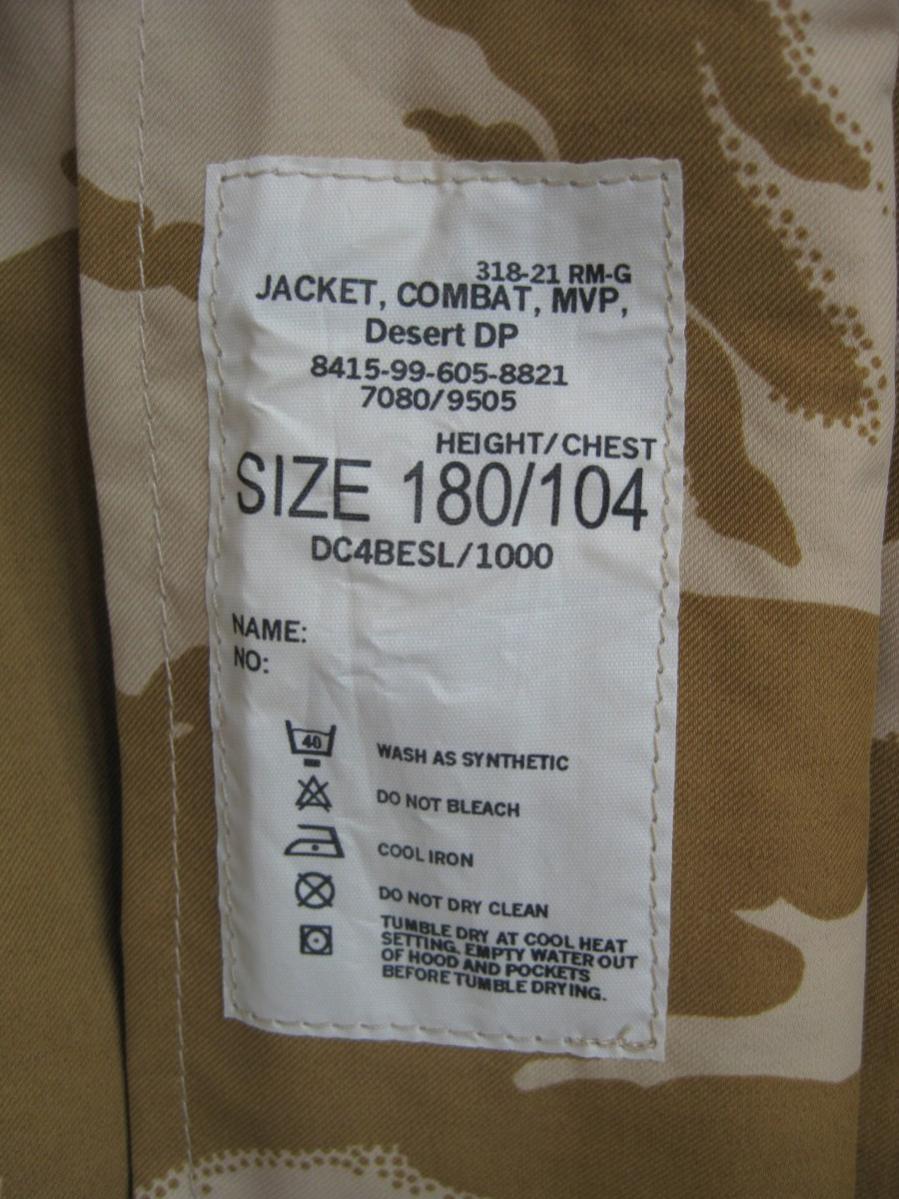 318-21 RM-G
JACKET, COMBAT, MVP,
Desert DP
8415-99-605-8821
7080/9505
HEIGHT/CHEST
SIZE 180/104
DC4BESL/1000
NAME:
NO:
40 WASH AS SYNTHETIC
DO NOT BLEACH
COOL IRON
DO NOT DRY CLEAN
TUMBLE DRY AT COOL HEAT
SETTING. EMPTY WATER OUT
OF HOOD AND POCKETS
BEFORE TUMBLE DRYING.